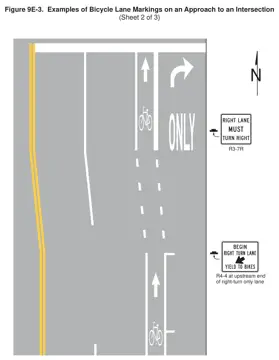 Figure 9E-3. Examples of Bicycle Lane Markings on an Approach to an Intersection
(Sheet 2 of 3)
N
ONLY
RIGHT LANE
MUST
TURN RIGHT
R3-7R
BEGIN
RIGHT TURN LANE
YIELD TO BIKES
R4-4 at upstream end
of right-turn only lane